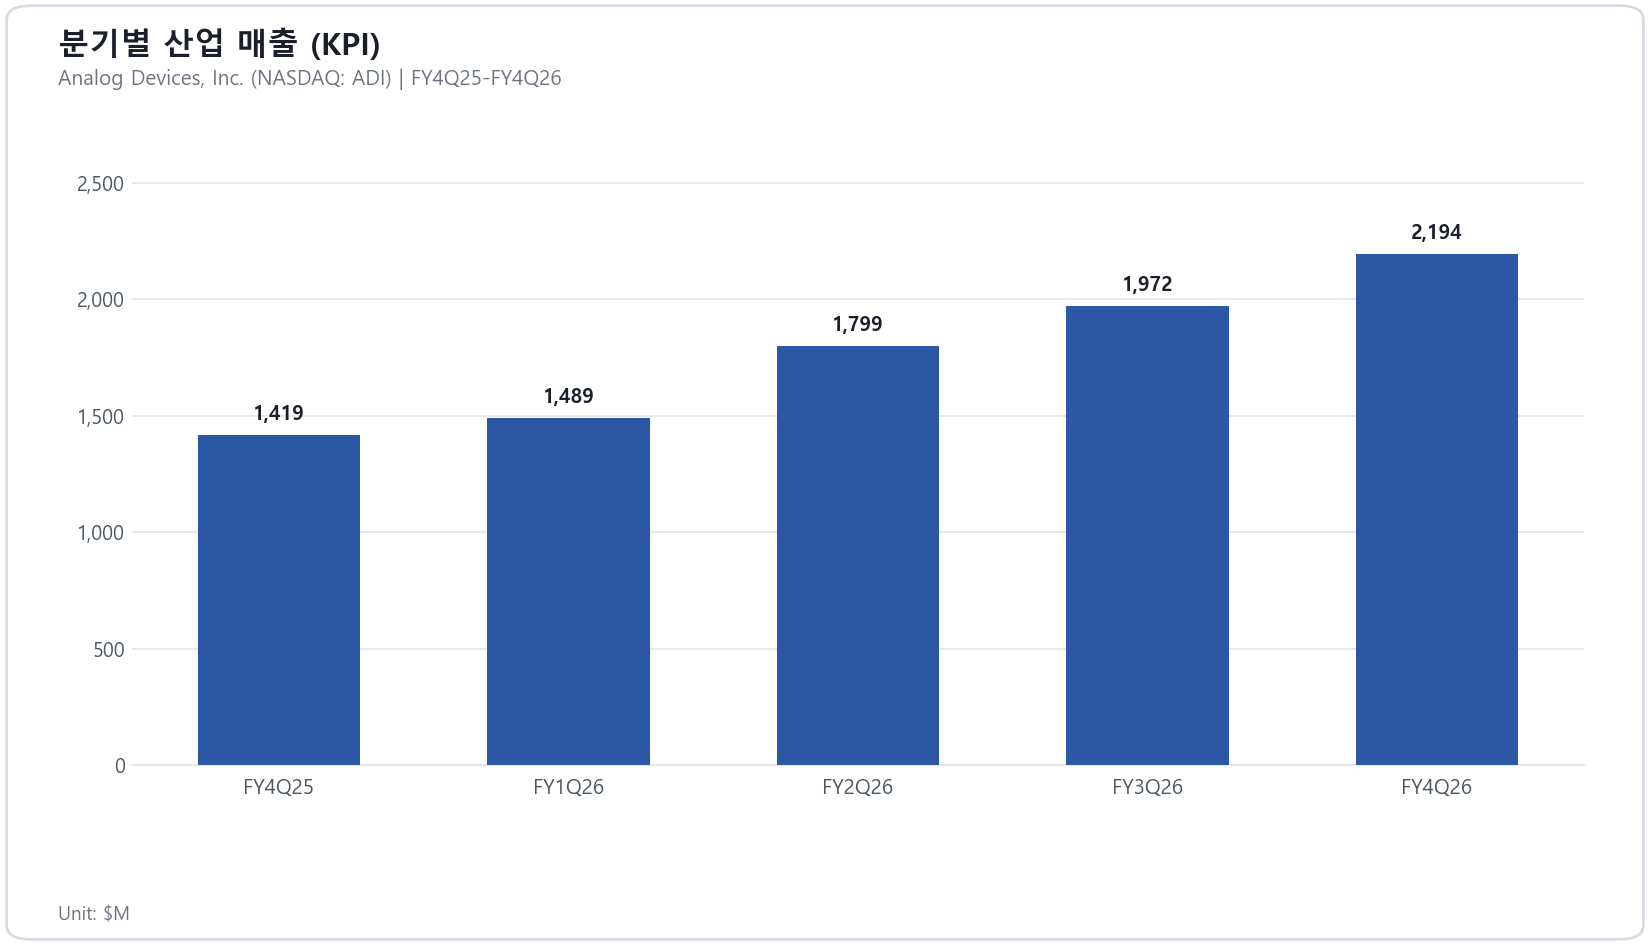 분기별 산업 매출 (KPI)
Analog Devices, Inc. (NASDAQ: ADI) | FY4Q25-FY4Q26
2,500
2,000
1,500
1,000
500
0
1,419
1,489
1,799
1,972
2,194
FY4Q25
FY1Q26
FY2Q26
FY3Q26
FY4Q26
Unit: $M